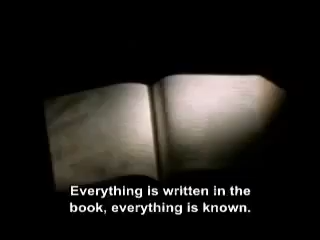 Everything is written in the
book, everything is known.